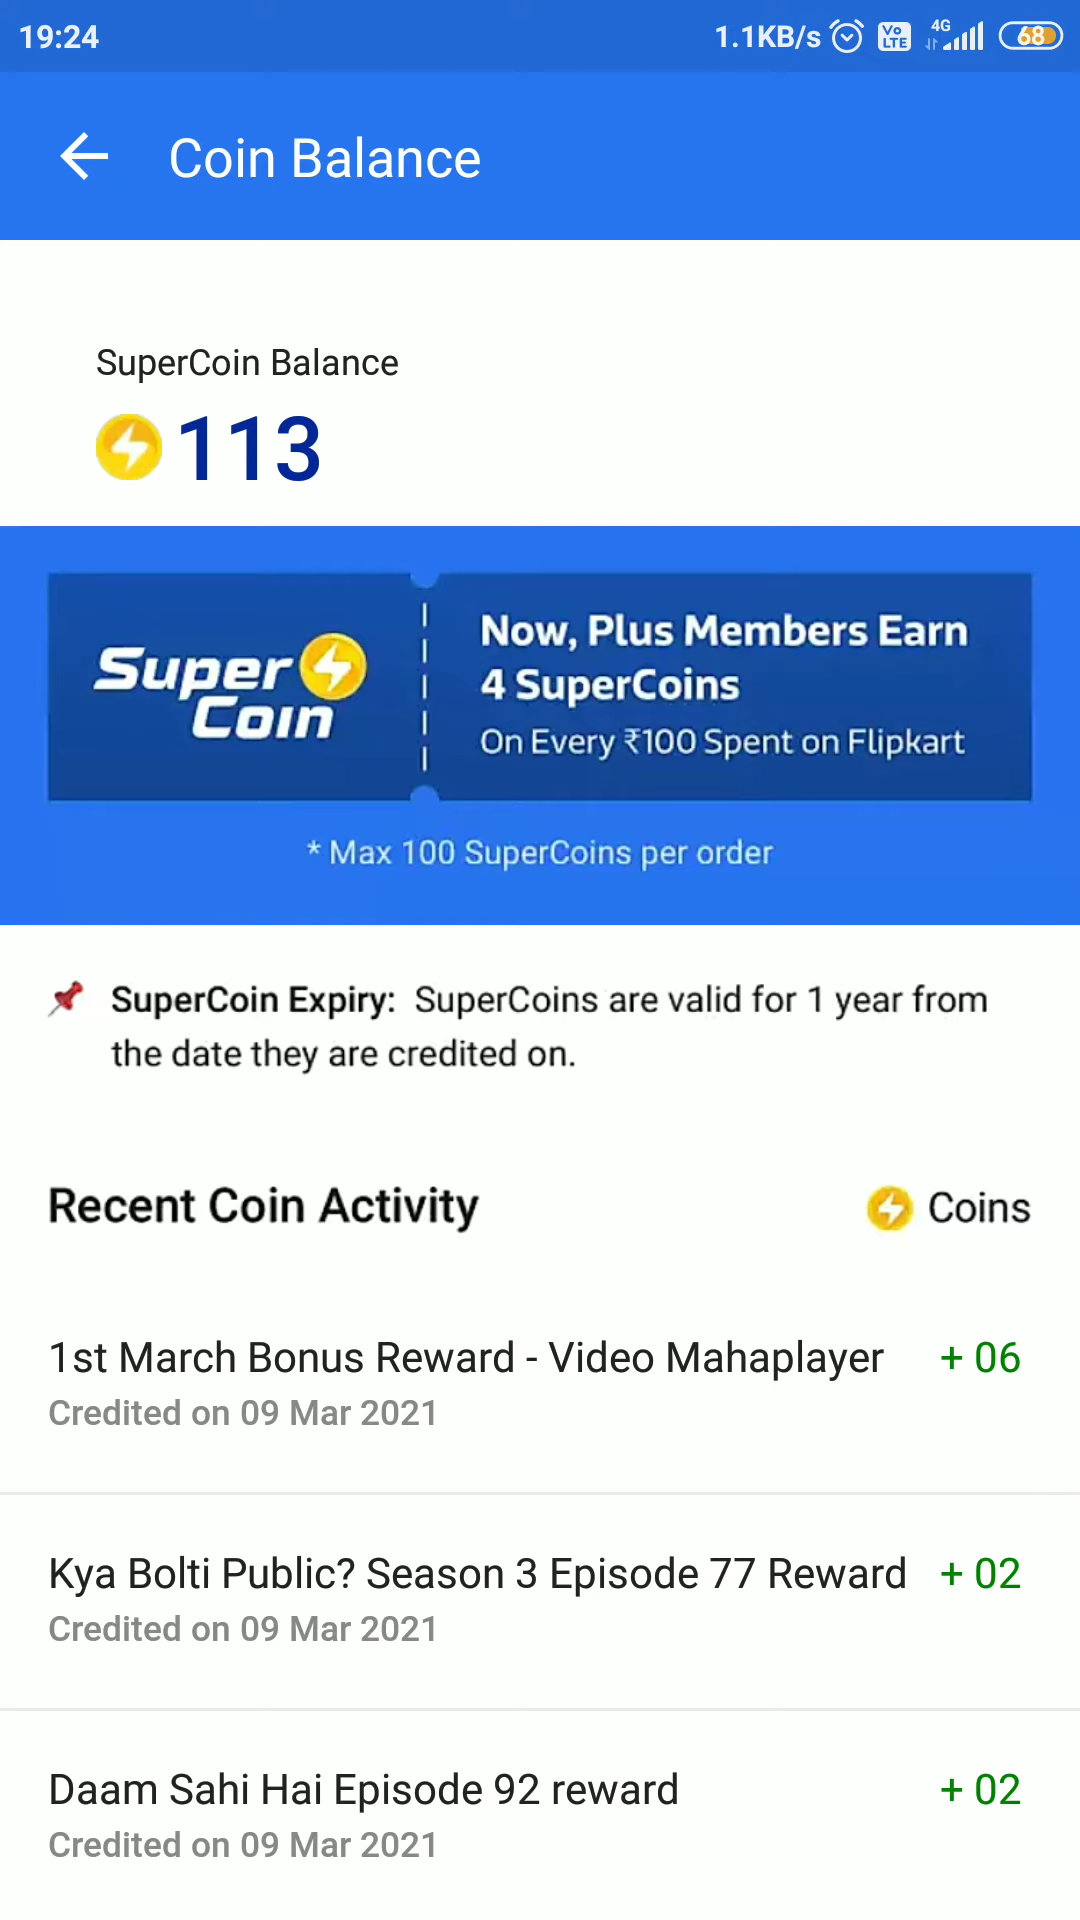 19:24 1.1KB/s Vo LTE 4G 68
Coin Balance
SuperCoin Balance
113
Super
Coin
Now, Plus Members Earn
4 SuperCoins
On Every ₹100 Spent on Flipkart
* Max 100 SuperCoins per order
SuperCoin Expiry: SuperCoins are valid for 1 year from
the date they are credited on.
Recent Coin Activity Coins
1st March Bonus Reward - Video Mahaplayer + 06
Credited on 09 Mar 2021
Kya Bolti Public? Season 3 Episode 77 Reward + 02
Credited on 09 Mar 2021
Daam Sahi Hai Episode 92 reward + 02
Credited on 09 Mar 2021